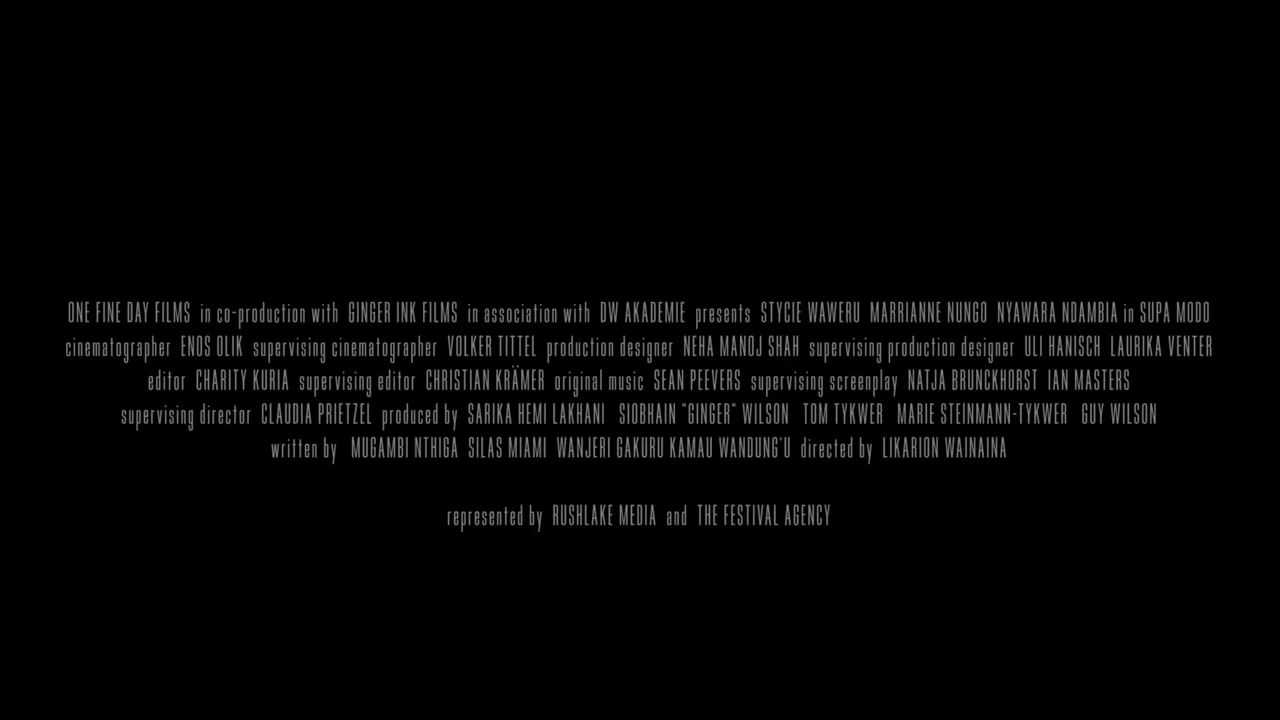 ONE FINE DAY FILMS in co-production with GINGER INK FILMS in association with DW AKADEMIE presents STYCIE WAWERU MARRIANNE NUNGO NYAWARA NDAMBIA in SUPA MODO
cinematographer ENOS OLIK supervising cinematographer VOLKER TITTEL production designer NEHA MANOJ SHAH supervising production designer ULI HANISCH LAURIKA VENTER
editor CHARITY KURIA supervising editor CHRISTIAN KRÄMER original music SEAN PEEVERS supervising screenplay NATJA BRUNCKHORST IAN MASTERS
supervising director CLAUDIA PRIETZEL produced by SARIKA HEMI LAKHANI SIOBHAIN "GINGER" WILSON TOM TYKWER MARIE STEINMANN-TYKWER GUY WILSON
written by MUGAMBI NTHIGA SILAS MIAMI WANJERI GAKURU KAMAU WANDUNG'U directed by LIKARION WAINAINA
represented by RUSHLAKE MEDIA and THE FESTIVAL AGENCY